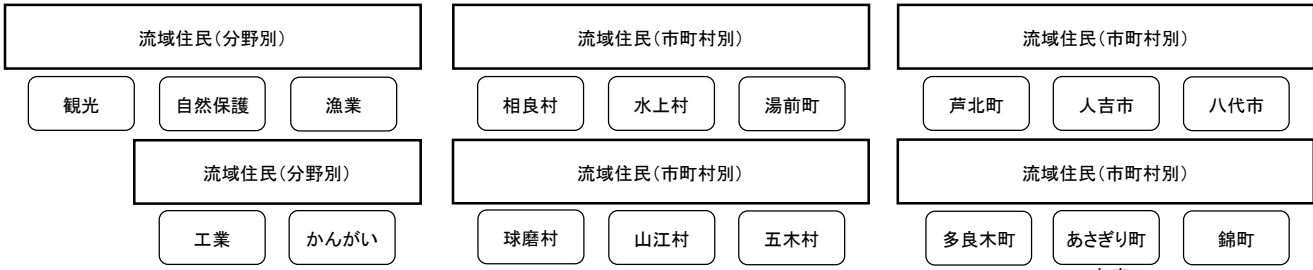 流域住民(分野別)　流域住民(市町村別)　流域住民(市町村別)
観光　自然保護　漁業　相良村　水上村　湯前町　芦北町　人吉市　八代市
流域住民(分野別)　流域住民(市町村別)　流域住民(市町村別)
工業　かんがい　球磨村　山江村　五木村　多良木町　あさぎり町　錦町